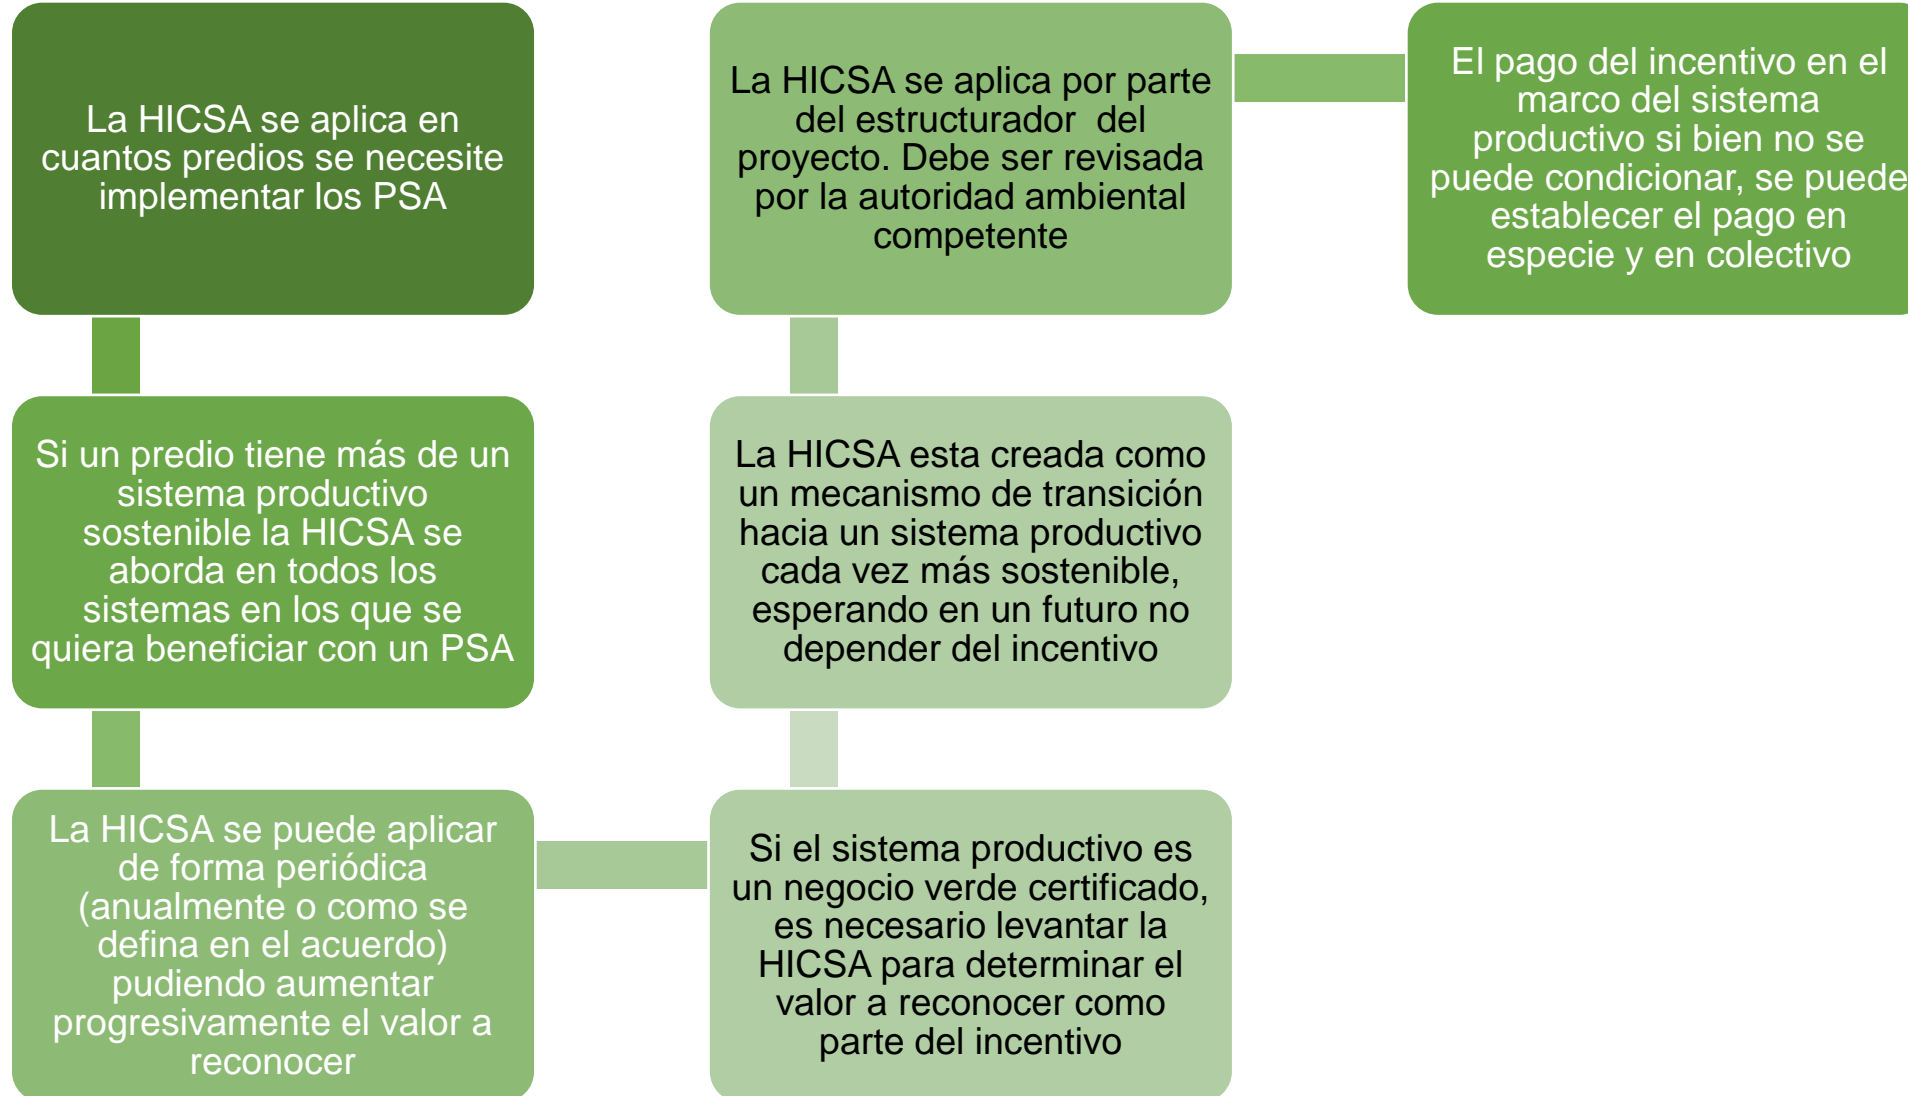 La HICSA se aplica en
cuantos predios se necesite
implementar los PSA
Si un predio tiene más de un
sistema productivo
sostenible la HICSA se
aborda en todos los
sistemas en los que se
quiera beneficiar con un PSA
La HICSA se puede aplicar
de forma periódica
(anualmente o como se
defina en el acuerdo)
pudiendo aumentar
progresivamente el valor a
reconocer
Si el sistema productivo es
un negocio verde certificado,
es necesario levantar la
HICSA para determinar el
valor a reconocer como
parte del incentivo
La HICSA esta creada como
un mecanismo de transición
hacia un sistema productivo
cada vez más sostenible,
esperando en un futuro no
depender del incentivo
La HICSA se aplica por parte
del estructurador  del
proyecto. Debe ser revisada
por la autoridad ambiental
competente
El pago del incentivo en el
marco del sistema
productivo si bien no se
puede condicionar, se puede
establecer el pago en
especie y en colectivo